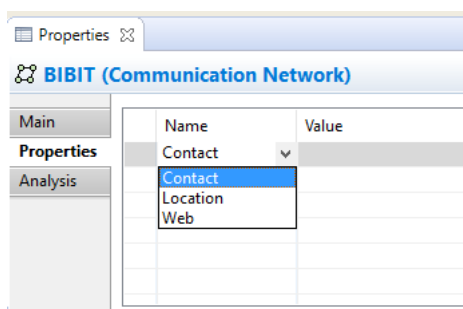 Properties
BIBIT (Communication Network)
Main
Properties
Analysis
Name Value
Contact
Contact
Location
Web